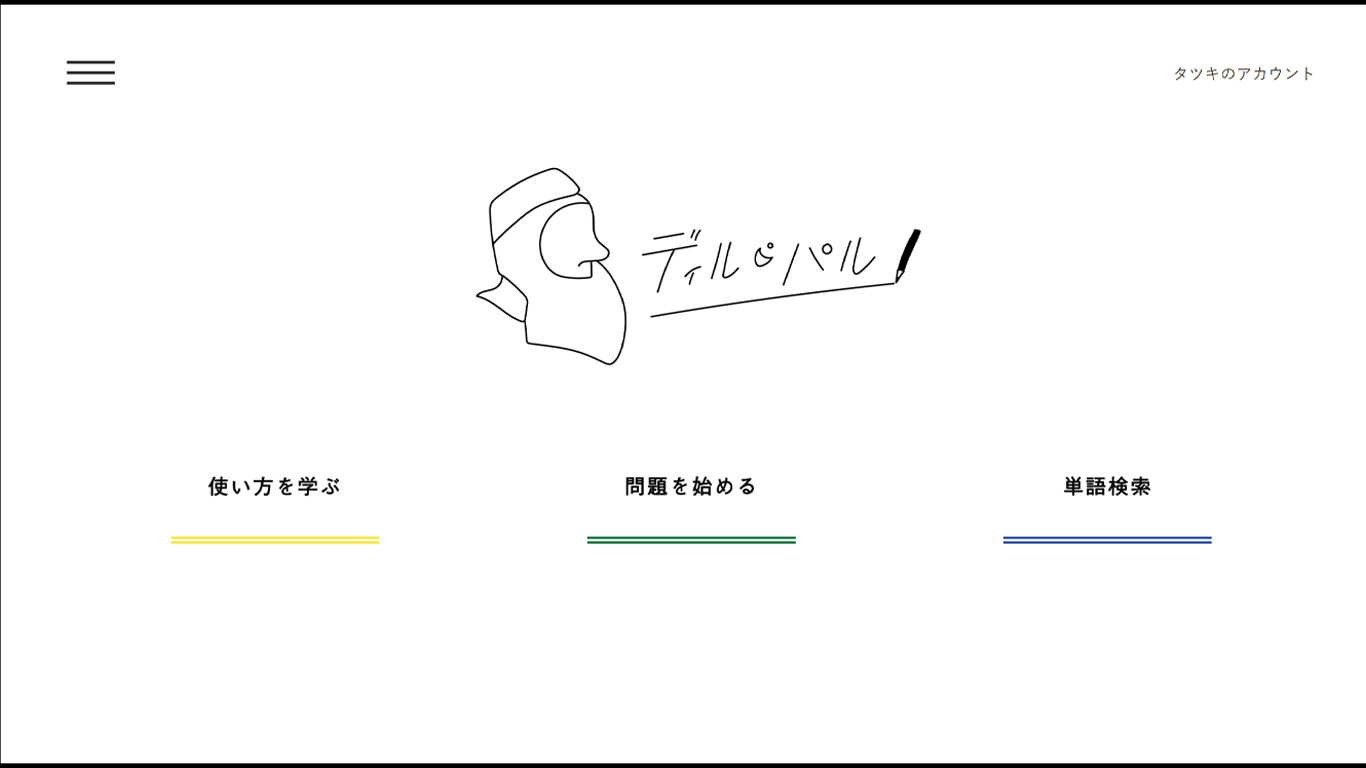 タツキのアカウント
ディルパル
使い方を学ぶ
問題を始める
単語検索